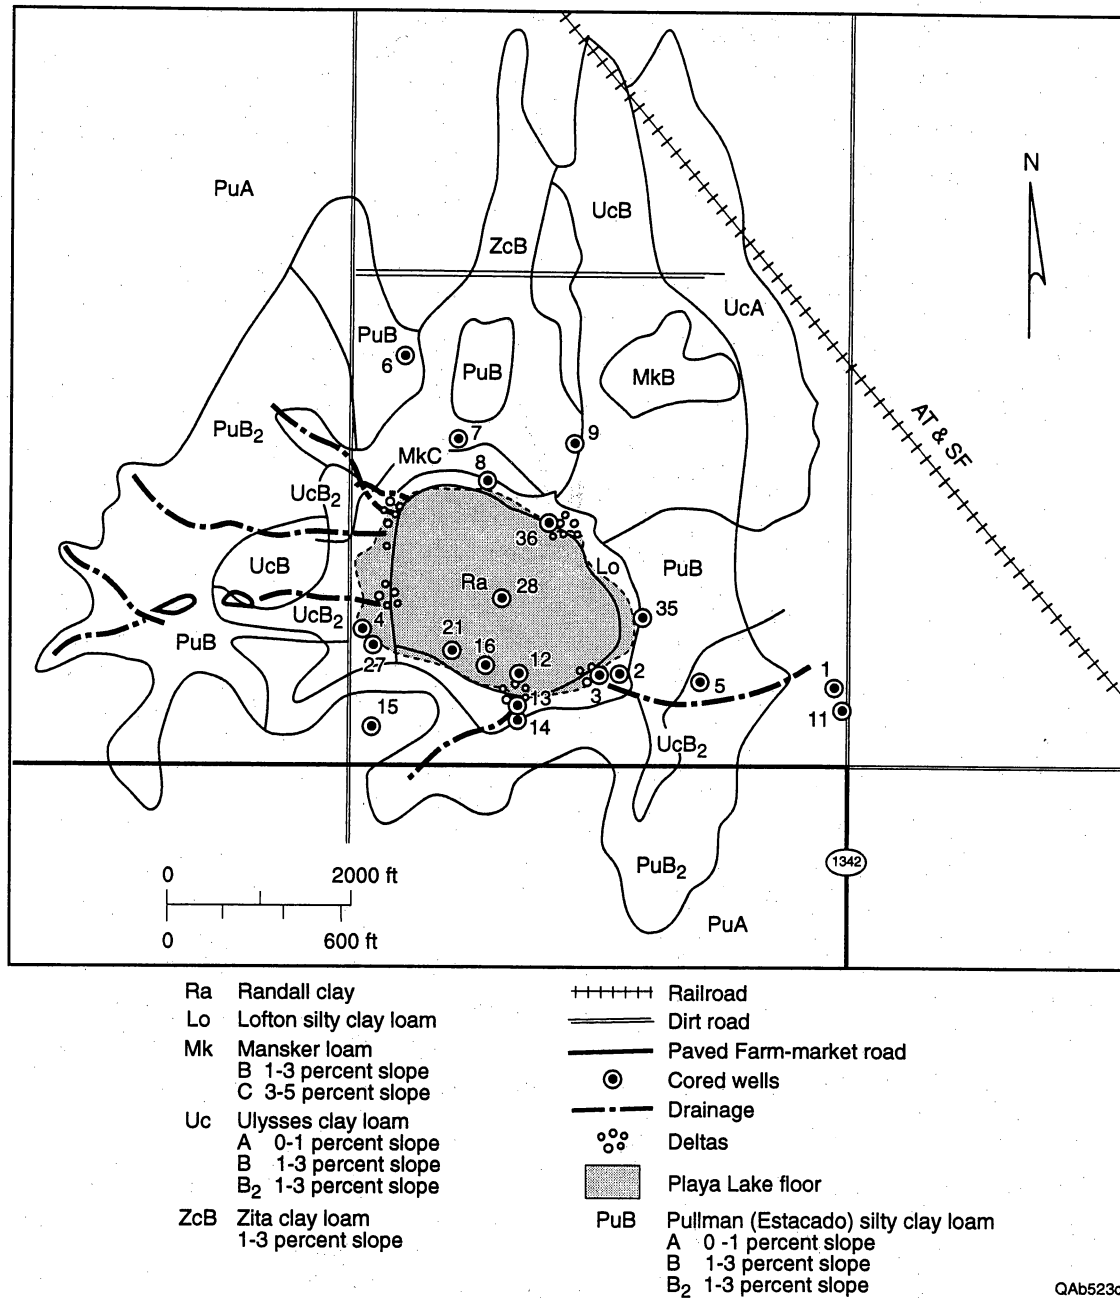 N
PuA
UcB
ZcB
UcA
PuB
6
PuB
MkB
AT & SF
PuB2
7
9
MkC
8
UcB2
36
UcB
Ra
28
Lo
PuB
UcB2
4
35
PuB
27
21
16
12
2
3
5
1
13
15
14
11
UcB2
1342
PuB2
PuA
0 2000 ft
0 600 ft
Ra Randall clay
Lo Lofton silty clay loam
Mk Mansker loam
B 1-3 percent slope
C 3-5 percent slope
Uc Ulysses clay loam
A 0-1 percent slope
B 1-3 percent slope
B2 1-3 percent slope
ZcB Zita clay loam
1-3 percent slope
Railroad
Dirt road
Paved Farm-market road
Cored wells
Drainage
Deltas
Playa Lake floor
PuB Pullman (Estacado) silty clay loam
A 0 -1 percent slope
B 1-3 percent slope
B2 1-3 percent slope
QAb523c